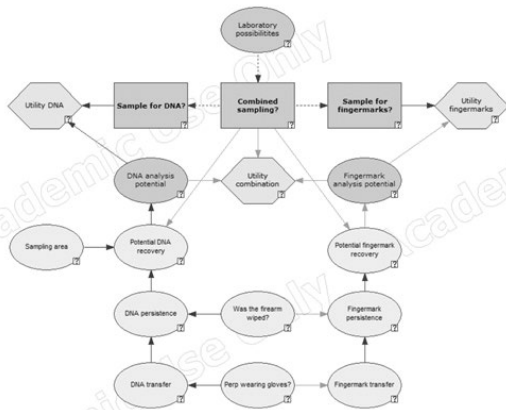 Laboratory
possibilitites
Utility DNA
Sample for DNA?
Combined
sampling?
Sample for
fingermarks?
Utility
fingermarks
DNA analysis
potential
Utility
combination
Fingermark
analysis potential
Sampling area
Potential DNA
recovery
Potential fingermark
recovery
DNA persistence
Was the firearm
wiped?
Fingermark
persistence
DNA transfer
Perp wearing gloves?
Fingermark transfer